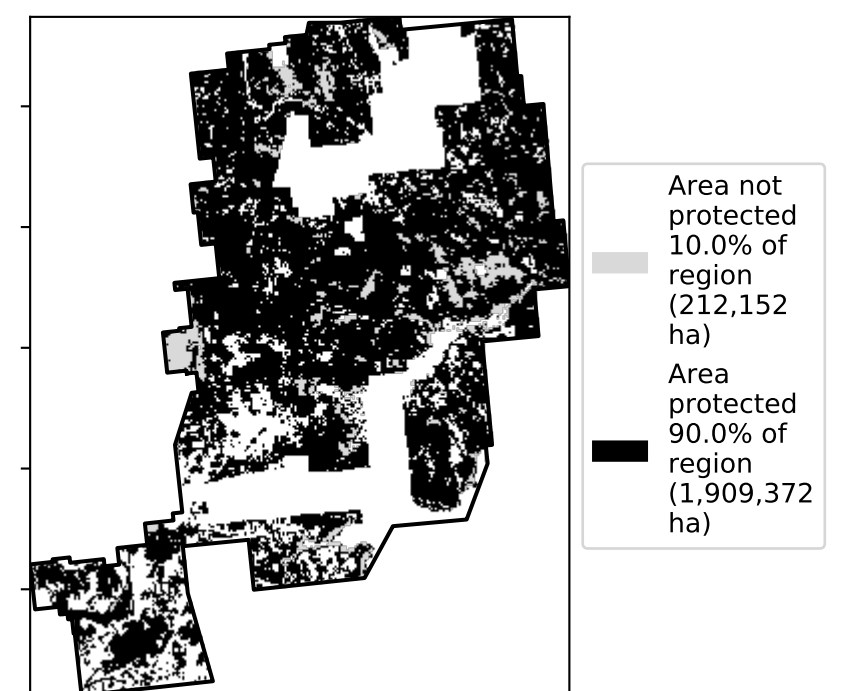 Area not
protected
10.0% of
region
(212,152
ha)
Area
protected
90.0% of
region
(1,909,372
ha)